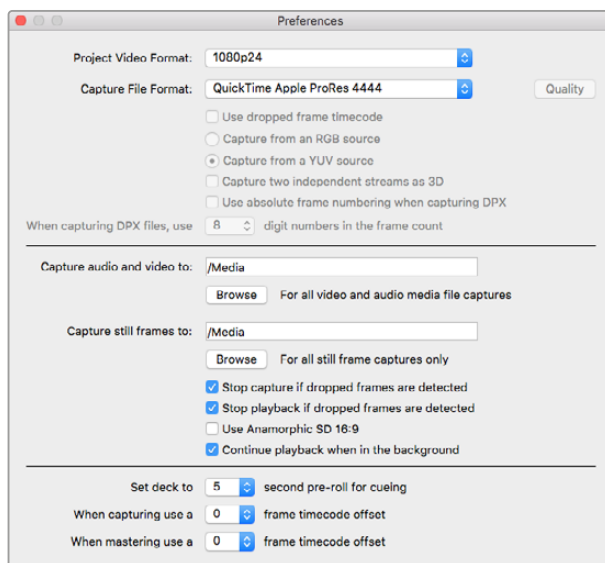 Preferences
Project Video Format: 1080p24
Capture File Format: QuickTime Apple ProRes 4444 Quality
Use dropped frame timecode
Capture from an RGB source
Capture from a YUV source
Capture two independent streams as 3D
Use absolute frame numbering when capturing DPX
When capturing DPX files, use 8 digit numbers in the frame count
Capture audio and video to: /Media
Browse For all video and audio media file captures
Capture still frames to: /Media
Browse For all still frame captures only
Stop capture if dropped frames are detected
Stop playback if dropped frames are detected
Use Anamorphic SD 16:9
Continue playback when in the background
Set deck to 5 second pre-roll for cueing
When capturing use a 0 frame timecode offset
When mastering use a 0 frame timecode offset